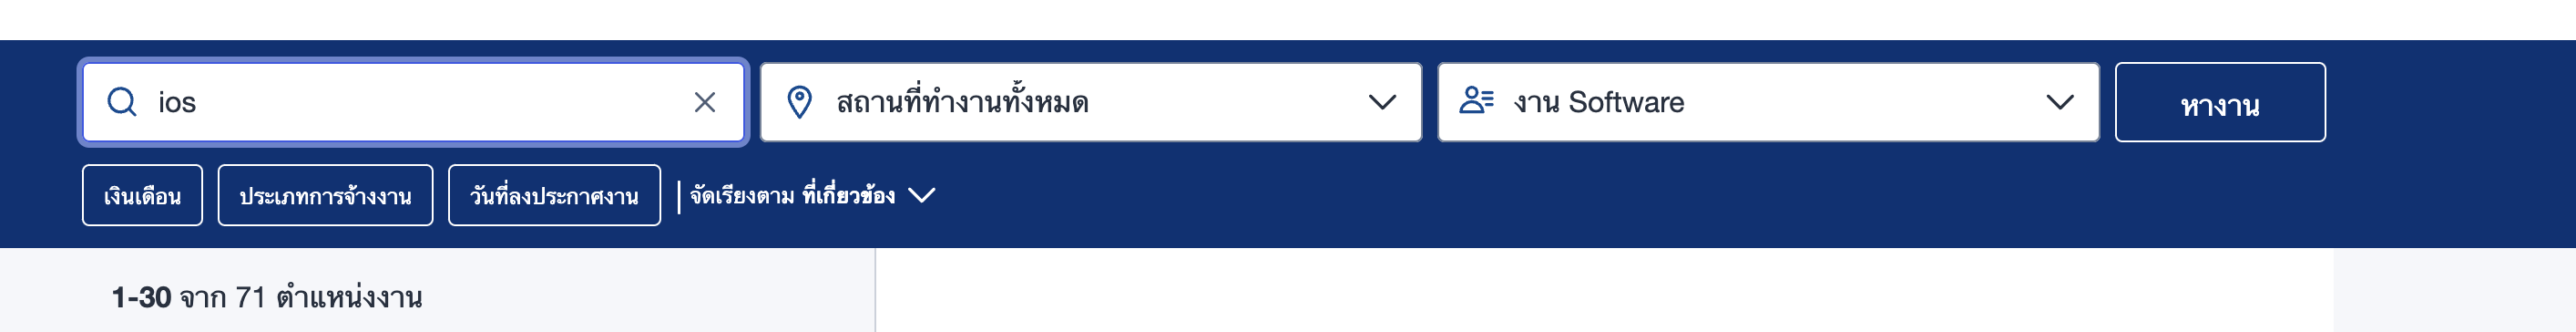 ios
สถานที่ทำงานทั้งหมด
งาน Software
หางาน
เงินเดือน
ประเภทการจ้างงาน
วันที่ลงประกาศงาน
จัดเรียงตาม ที่เกี่ยวข้อง
1-30 จาก 71 ตำแหน่งงาน